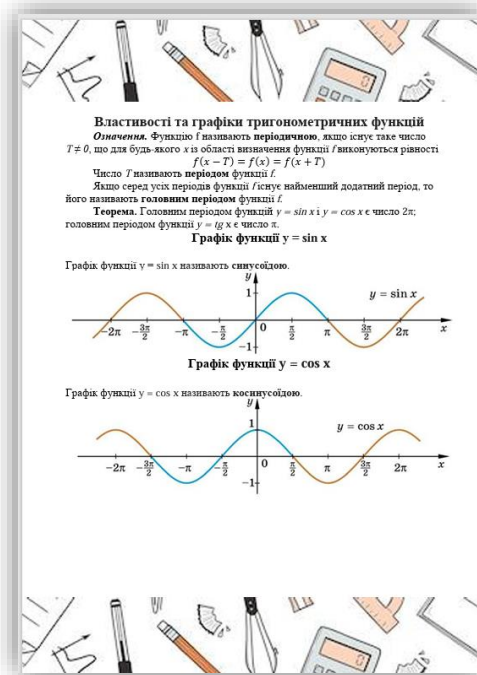 Властивості та графіки тригонометричних функцій
Означення. Функцію f називають періодичною, якщо існує таке число
T ≠ 0, що для будь-якого x із області визначення функції f виконуються рівності
f(x − T) = f(x) = f(x + T)
Число T називають періодом функції f.
Якщо серед усіх періодів функції f існує найменший додатний період, то
його називають головним періодом функції f.
Теорема. Головним періодом функцій y = sin x і y = cos x є число 2π;
головним періодом функції y = tg x є число π.
Графік функції y = sin x
Графік функції y = sin x називають синусоїдою.
y
1
y = sin x
−2π −3π/2 −π −π/2 0 π/2 π 3π/2 2π x
−1
Графік функції y = cos x
Графік функції y = cos x називають косинусоїдою.
y
1
y = cos x
−2π −3π/2 −π −π/2 0 π/2 π 3π/2 2π x
−1